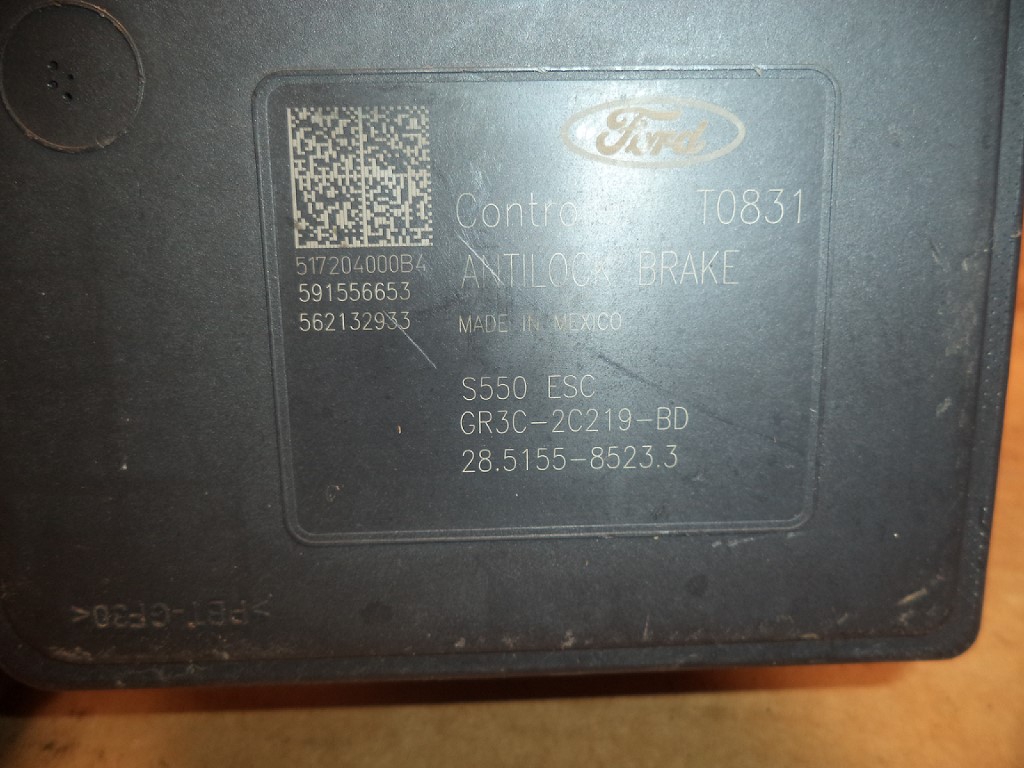 Ford
T0831
517204000B4
ANTILOCK BRAKE
591556653
562133933
MADE IN MEXICO
S550 ESC
GR3C-2C219-BD
28.5155-8523.3
>PBT-GF30<